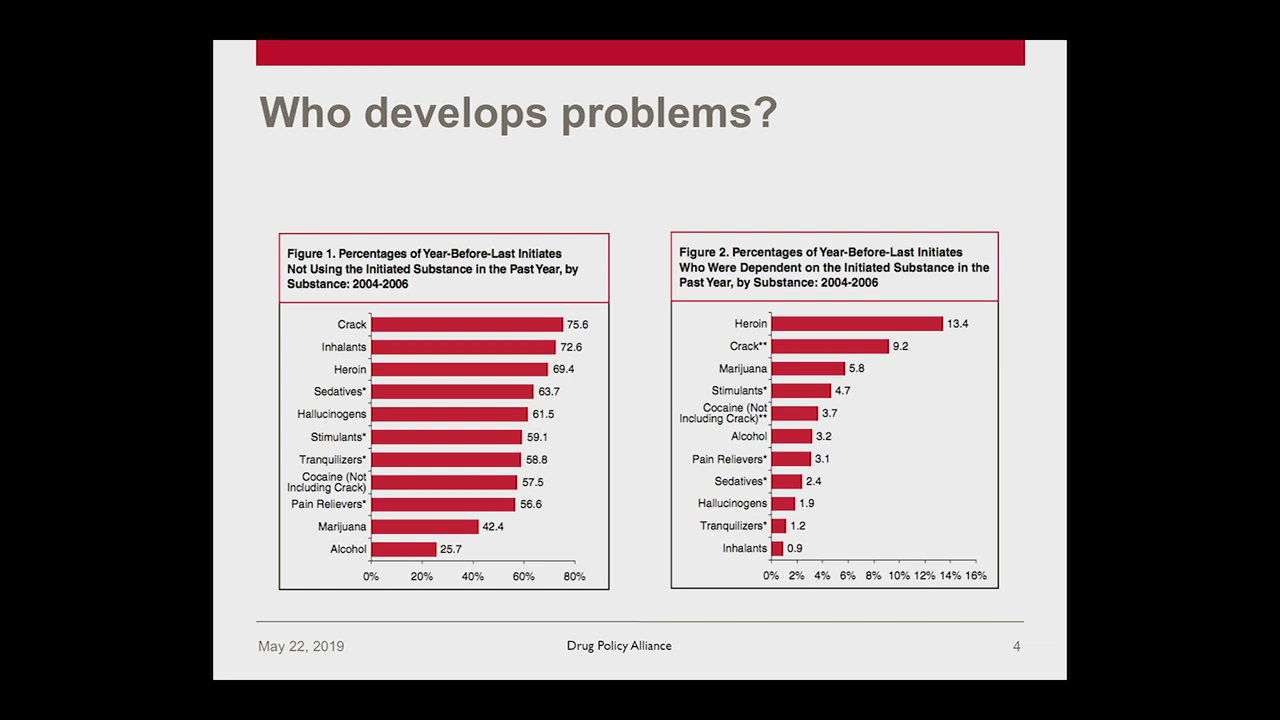 Who develops problems?
Figure 1. Percentages of Year-Before-Last Initiates
Not Using the Initiated Substance in the Past Year, by
Substance: 2004-2006
Crack 75.6
Inhalants 72.6
Heroin 69.4
Sedatives* 63.7
Hallucinogens 61.5
Stimulants* 59.1
Tranquilizers* 58.8
Cocaine (Not
Including Crack) 57.5
Pain Relievers* 56.6
Marijuana 42.4
Alcohol 25.7
0% 20% 40% 60% 80%
Figure 2. Percentages of Year-Before-Last Initiates
Who Were Dependent on the Initiated Substance in the
Past Year, by Substance: 2004-2006
Heroin 13.4
Crack** 9.2
Marijuana 5.8
Stimulants* 4.7
Cocaine (Not
Including Crack)** 3.7
Alcohol 3.2
Pain Relievers* 3.1
Sedatives* 2.4
Hallucinogens 1.9
Tranquilizers* 1.2
Inhalants 0.9
0% 2% 4% 6% 8% 10% 12% 14% 16%
May 22, 2019 Drug Policy Alliance 4